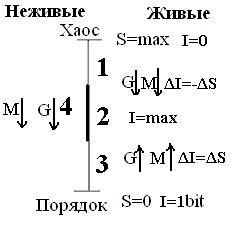 Неживые Живые
Хаос S=max I=0
1
G↓M↓ΔI=-ΔS
M↓ G↓ 4 2 I=max
3 G↑ M↑ ΔI=ΔS
Порядок S=0 I=1bit